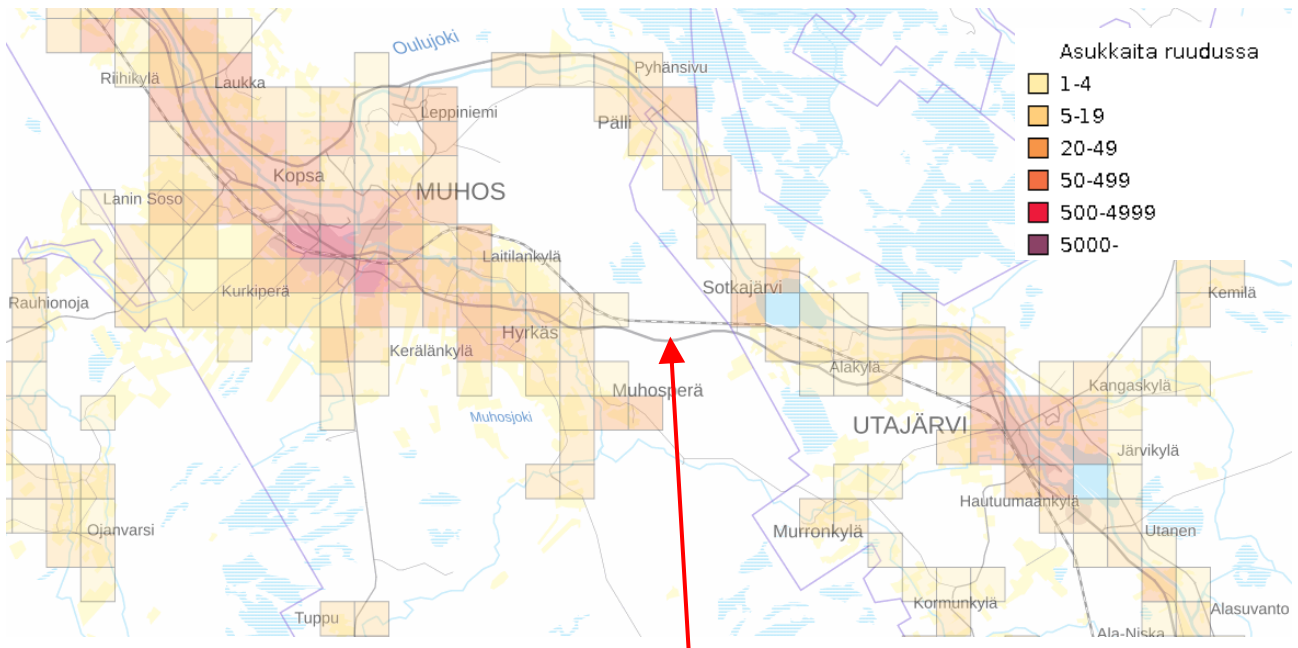 Oulujoki
Asukkaita ruudussa
1-4
5-19
20-49
50-499
500-4999
5000-
Riihikylä
Laukka
Pyhänsivu
Leppiniemi
Pälli
Kopsa
MUHOS
Lanin Soso
Laitilankylä
Kurkiperä
Sotkajärvi
Rauhionoja
Kemilä
Hyrkäs
Kerälänkylä
Alakylä
Muhosperä
Kangaskylä
Muhosjoki
UTAJÄRVI
Järvikylä
Hautuumaankylä
Ojanvarsi
Murronkylä
Utanen
Kormunkylä
Alasuvanto
Tuppu
Ala-Niska